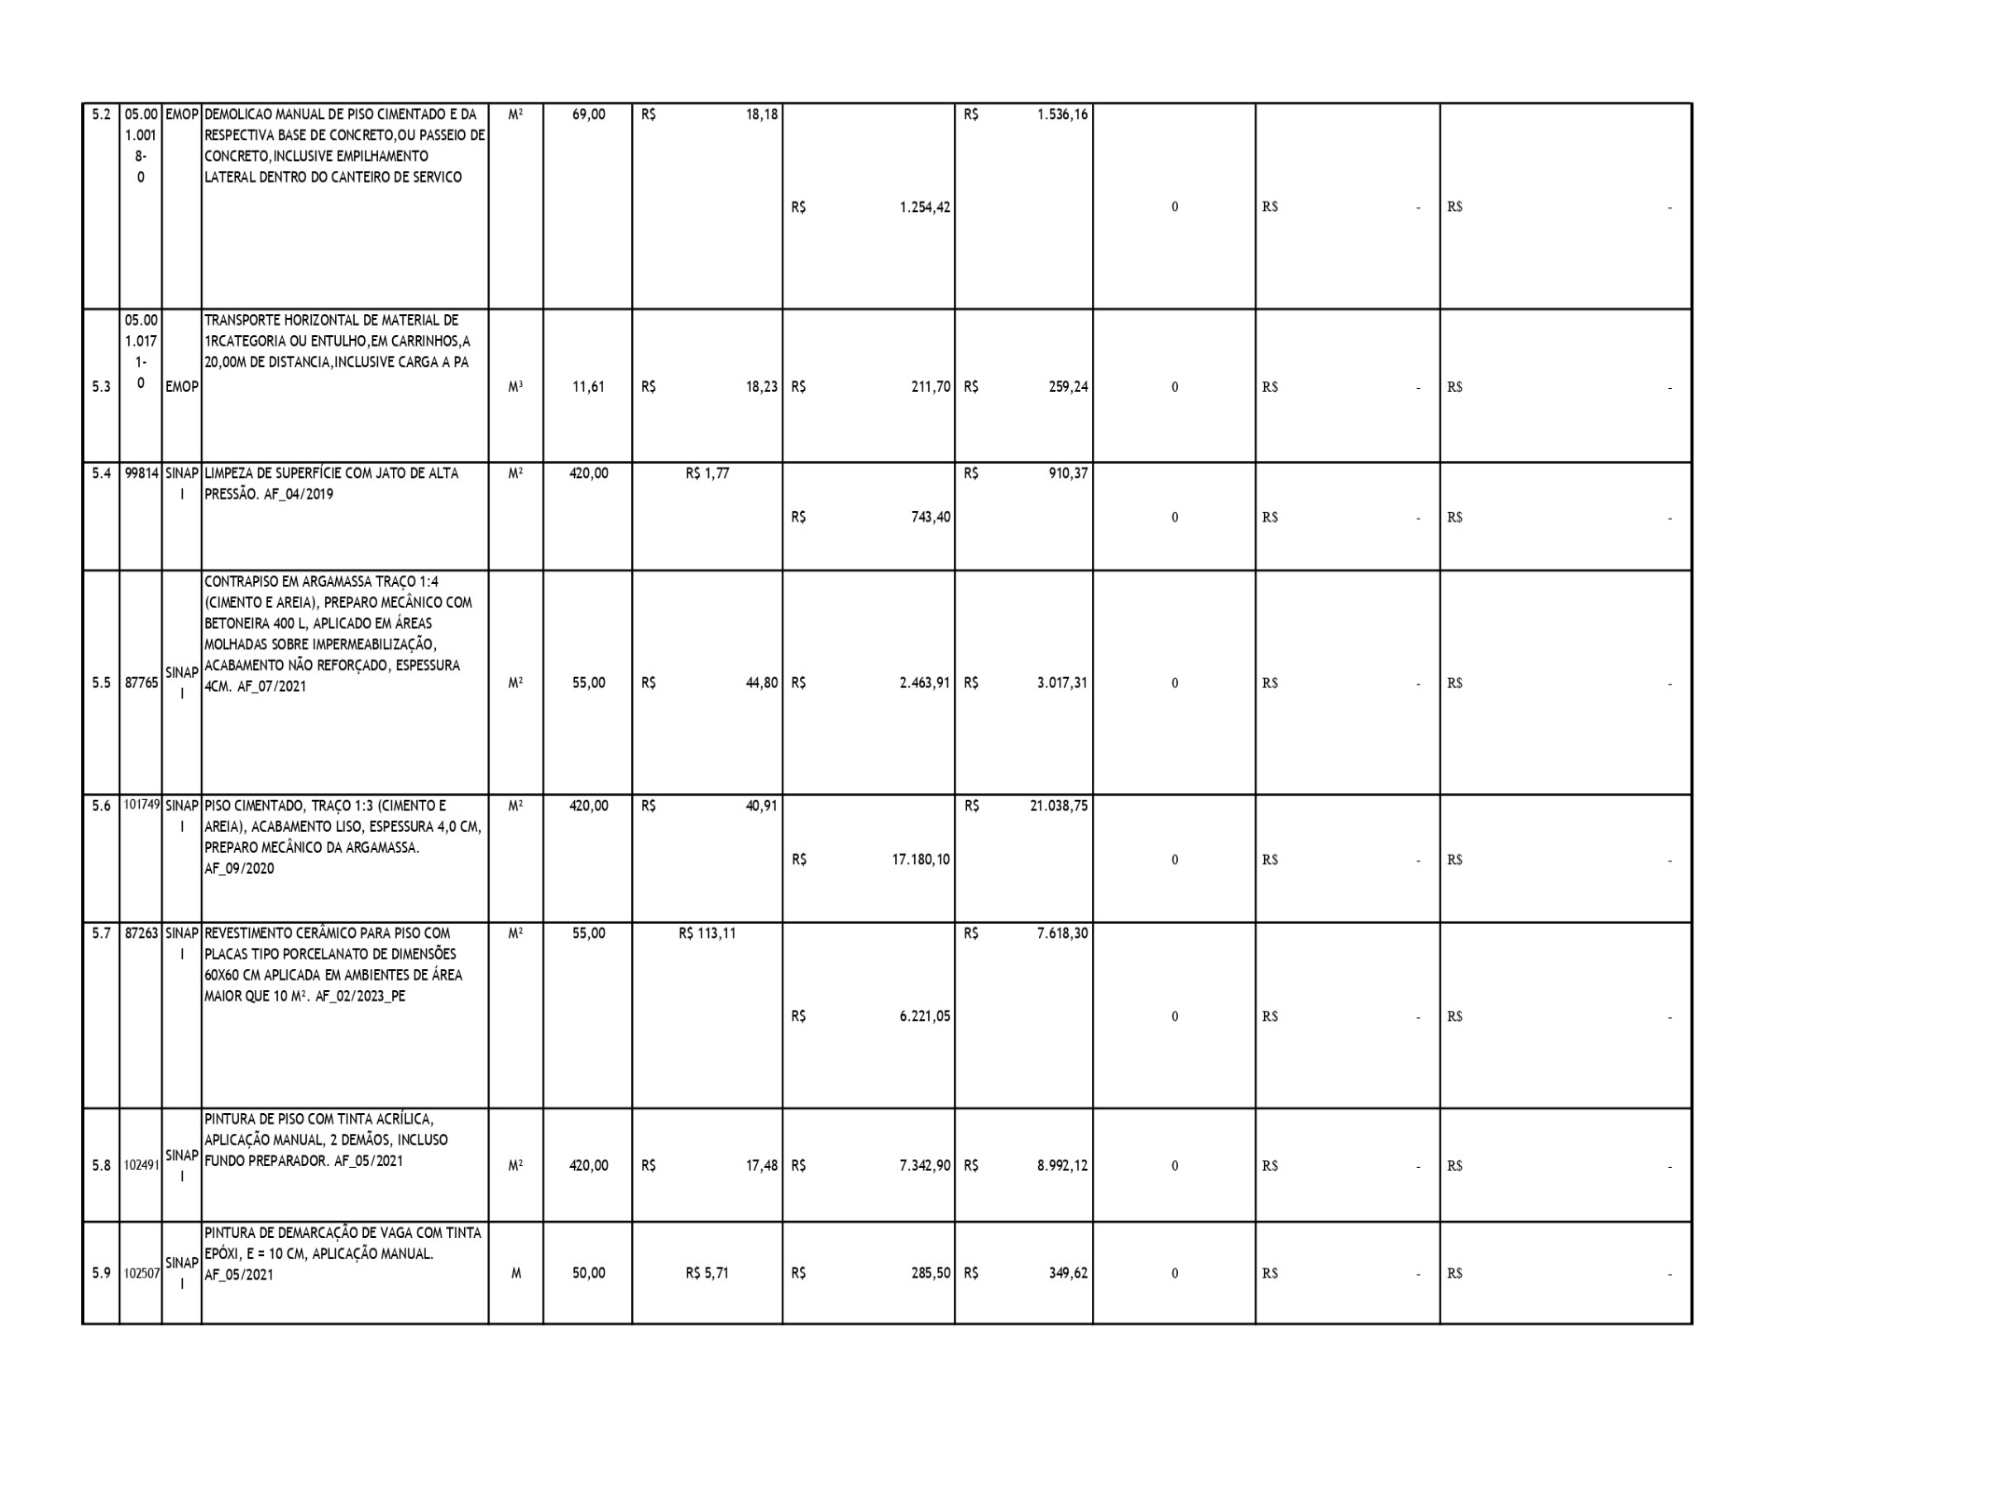 5.2 05.00 EMOP DEMOLICAO MANUAL DE PISO CIMENTADO E DA M² 69,00 R$ 18,18 R$ 1.536,16
1.001 RESPECTIVA BASE DE CONCRETO,OU PASSEIO DE
8- CONCRETO,INCLUSIVE EMPILHAMENTO
0 LATERAL DENTRO DO CANTEIRO DE SERVICO
R$ 1.254,42 0 R$ - R$ -
05.00 TRANSPORTE HORIZONTAL DE MATERIAL DE
1.017 1RCATEGORIA OU ENTULHO,EM CARRINHOS,A
1- 20,00M DE DISTANCIA,INCLUSIVE CARGA A PA
5.3 0 EMOP M³ 11,61 R$ 18,23 R$ 211,70 R$ 259,24 0 R$ - R$ -
5.4 99814 SINAP LIMPEZA DE SUPERFÍCIE COM JATO DE ALTA M² 420,00 R$ 1,77 R$ 910,37
I PRESSÃO. AF_04/2019
R$ 743,40 0 R$ - R$ -
CONTRAPISO EM ARGAMASSA TRAÇO 1:4
(CIMENTO E AREIA), PREPARO MECÂNICO COM
BETONEIRA 400 L, APLICADO EM ÁREAS
MOLHADAS SOBRE IMPERMEABILIZAÇÃO,
SINAP ACABAMENTO NÃO REFORÇADO, ESPESSURA
5.5 87765 I 4CM. AF_07/2021 M² 55,00 R$ 44,80 R$ 2.463,91 R$ 3.017,31 0 R$ - R$ -
5.6 101749 SINAP PISO CIMENTADO, TRAÇO 1:3 (CIMENTO E M² 420,00 R$ 40,91 R$ 21.038,75
I AREIA), ACABAMENTO LISO, ESPESSURA 4,0 CM,
PREPARO MECÂNICO DA ARGAMASSA.
AF_09/2020
R$ 17.180,10 0 R$ - R$ -
5.7 87263 SINAP REVESTIMENTO CERÂMICO PARA PISO COM M² 55,00 R$ 113,11 R$ 7.618,30
I PLACAS TIPO PORCELANATO DE DIMENSÕES
60X60 CM APLICADA EM AMBIENTES DE ÁREA
MAIOR QUE 10 M². AF_02/2023_PE
R$ 6.221,05 0 R$ - R$ -
PINTURA DE PISO COM TINTA ACRÍLICA,
APLICAÇÃO MANUAL, 2 DEMÃOS, INCLUSO
SINAP FUNDO PREPARADOR. AF_05/2021
5.8 102491 I M² 420,00 R$ 17,48 R$ 7.342,90 R$ 8.992,12 0 R$ - R$ -
PINTURA DE DEMARCAÇÃO DE VAGA COM TINTA
SINAP EPÓXI, E = 10 CM, APLICAÇÃO MANUAL.
5.9 102507 I AF_05/2021 M 50,00 R$ 5,71 R$ 285,50 R$ 349,62 0 R$ - R$ -